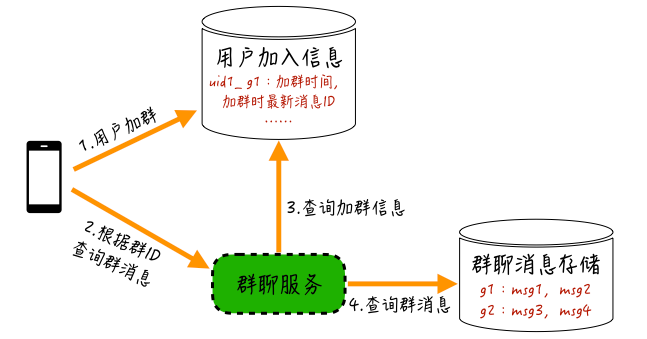 用户加入信息
uid1_g1：加群时间，
加群时最新消息ID
……
1.用户加群
2.根据群ID
查询群消息
3.查询加群信息
群聊服务
4.查询群消息
群聊消息存储
g1：msg1，msg2
g2：msg3，msg4